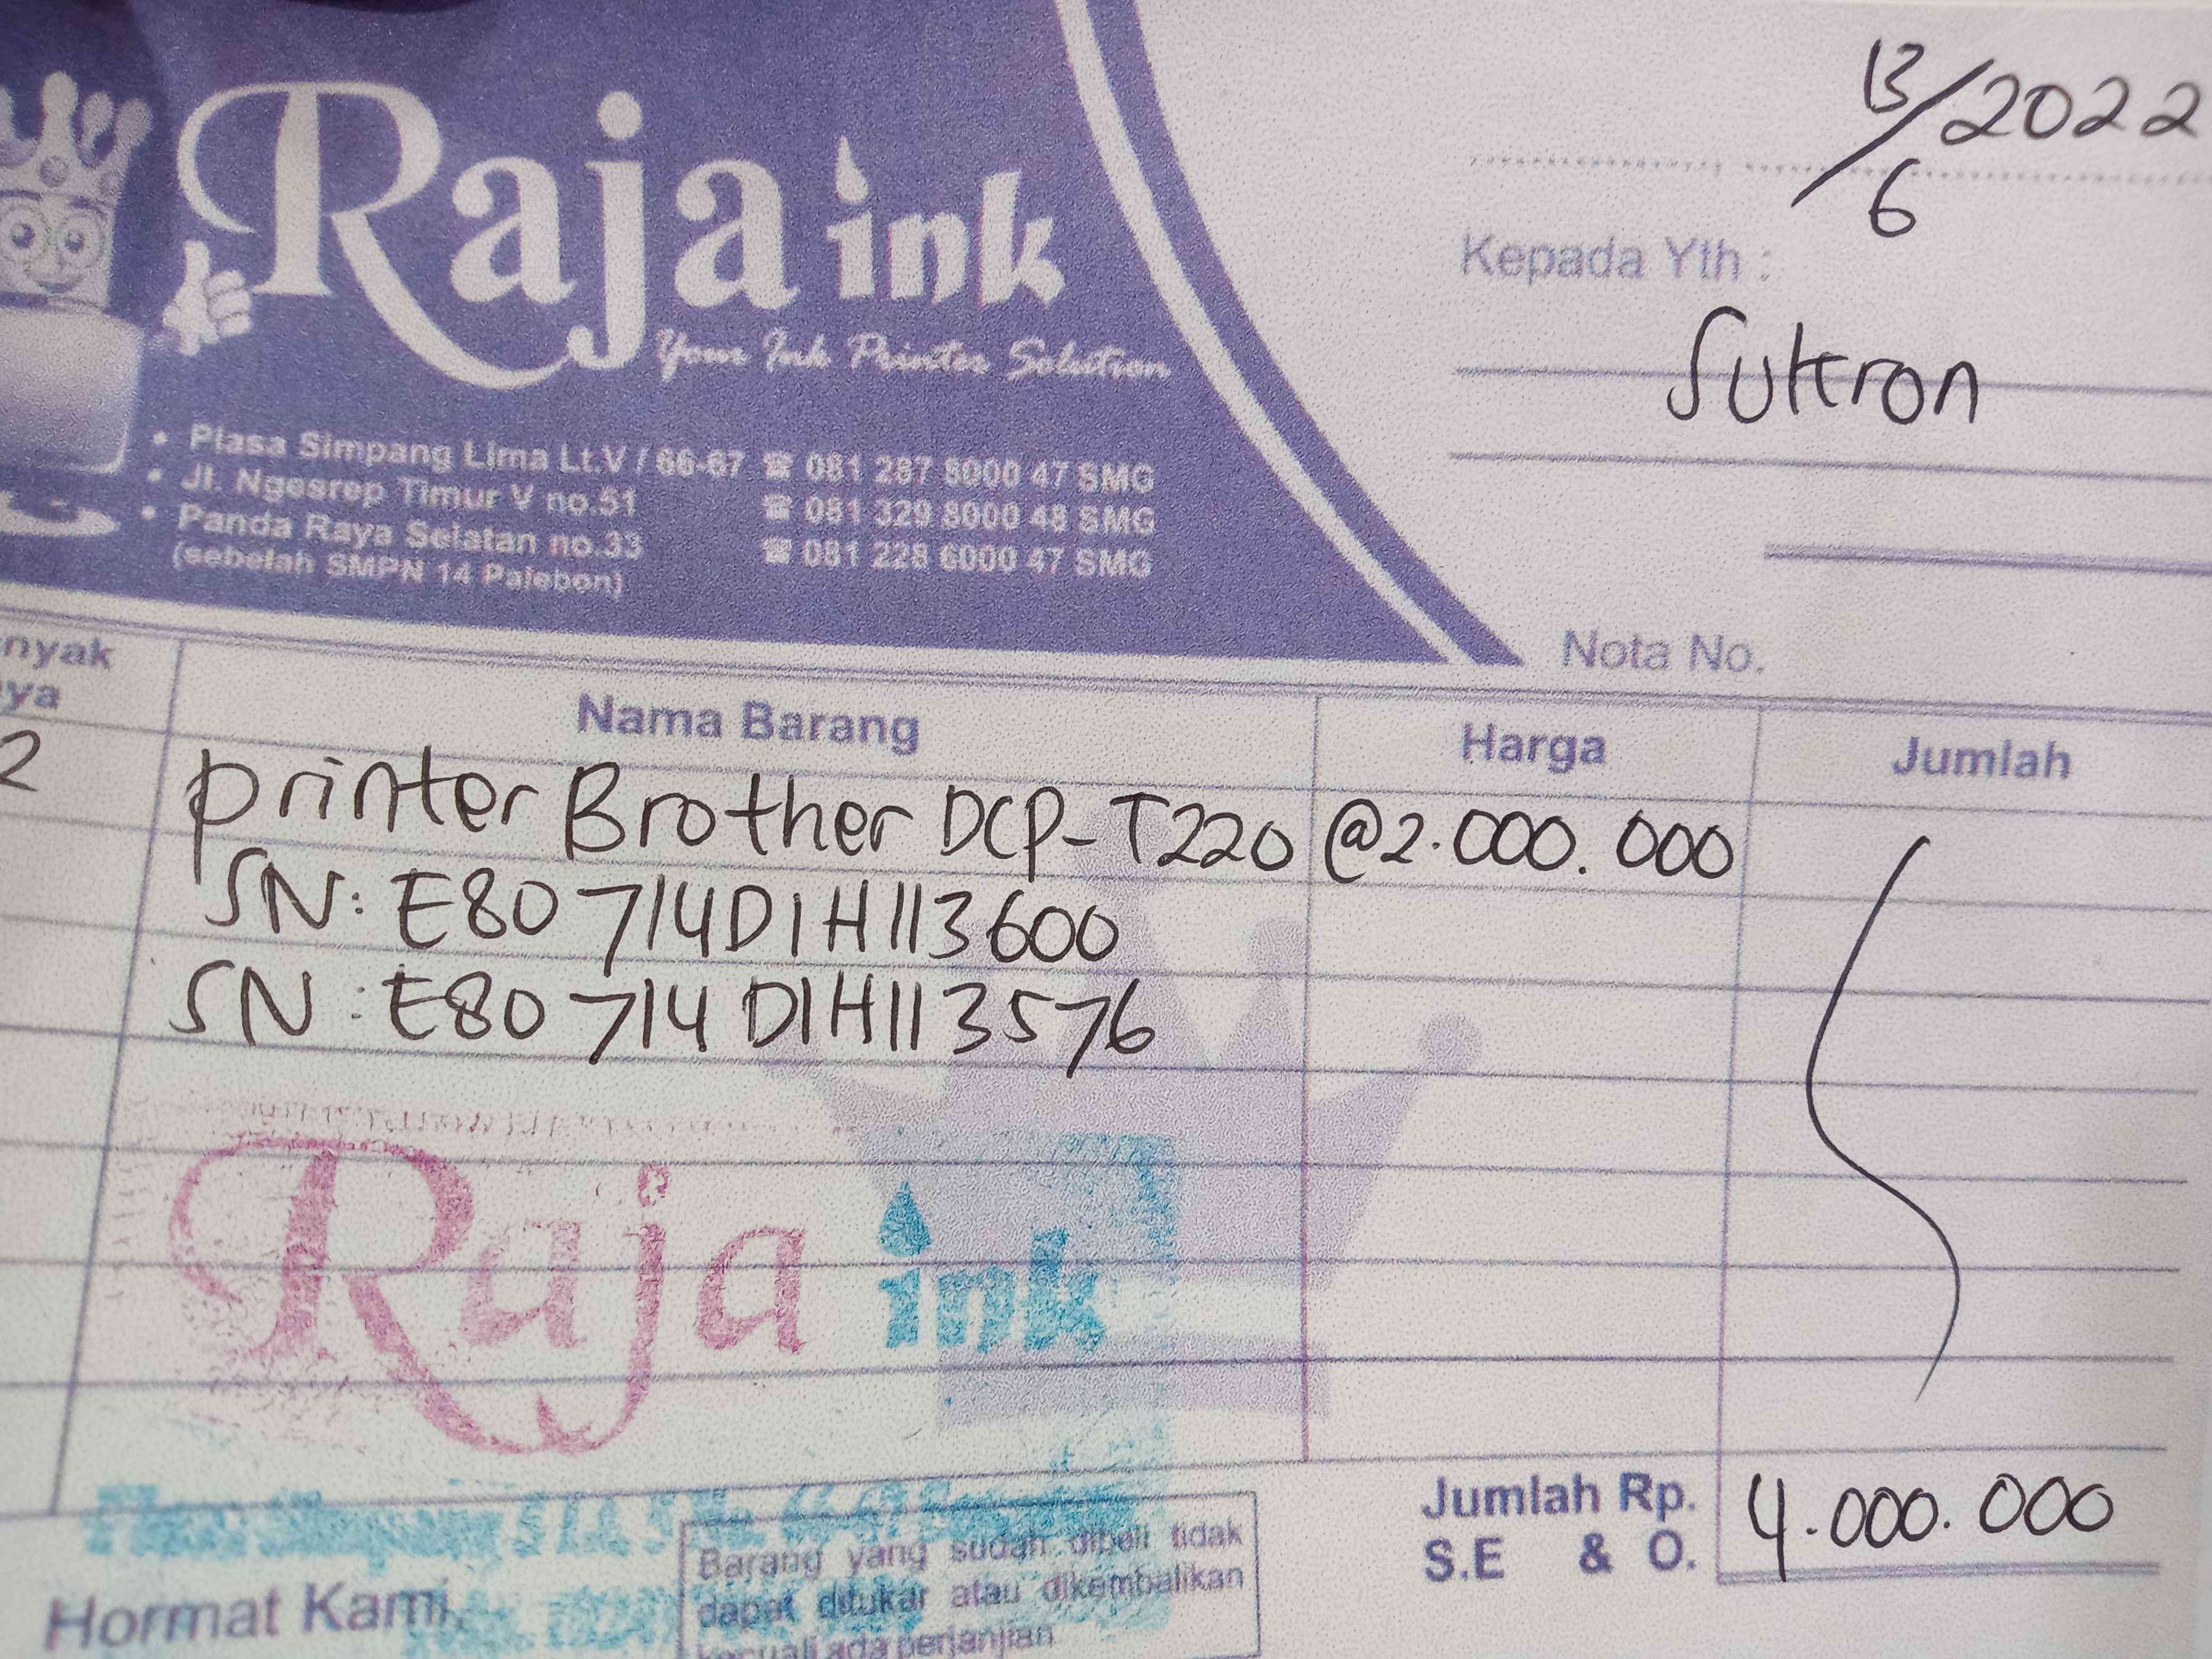 Raja ink
Your Ink Printer Solution
• Plasa Simpang Lima Lt.V / 66-67 ☎ 081 287 8000 47 SMG
• Jl. Ngesrep Timur V no.51 ☎ 081 329 8000 48 SMG
• Panda Raya Selatan no.33 ☎ 081 228 6000 47 SMG
(sebelah SMPN 14 Palebon)
13/6/2022
Kepada Yth :
Sukron
Nota No.
nyak
ya
Nama Barang Harga Jumlah
2 printer Brother DCP-T220 @2.000.000
SN: E80714D1H113600
SN: E80714D1H113576
Raja ink
Jumlah Rp. 4.000.000
S.E & O.
Hormat Kami,
Barang yang sudah dibeli tidak
dapat ditukar atau dikembalikan
kecuali ada perjanjian